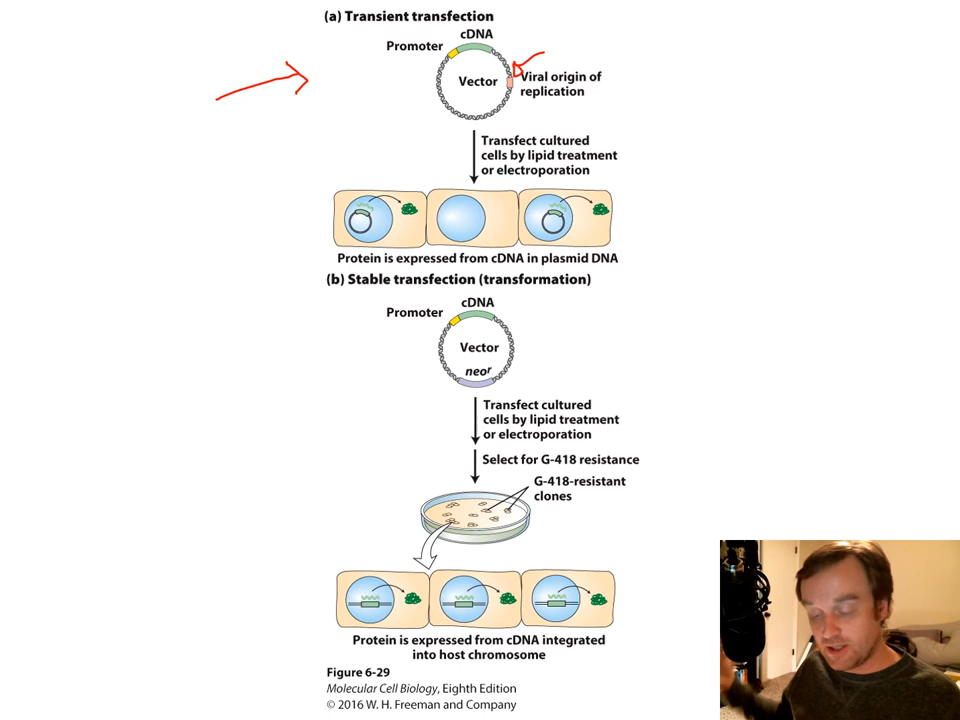 (a) Transient transfection
cDNA
Promoter
Vector
Viral origin of
replication
Transfect cultured
cells by lipid treatment
or electroporation
Protein is expressed from cDNA in plasmid DNA
(b) Stable transfection (transformation)
cDNA
Promoter
Vector
neoʳ
Transfect cultured
cells by lipid treatment
or electroporation
Select for G-418 resistance
G-418-resistant
clones
Protein is expressed from cDNA integrated
into host chromosome
Figure 6-29
Molecular Cell Biology, Eighth Edition
© 2016 W. H. Freeman and Company